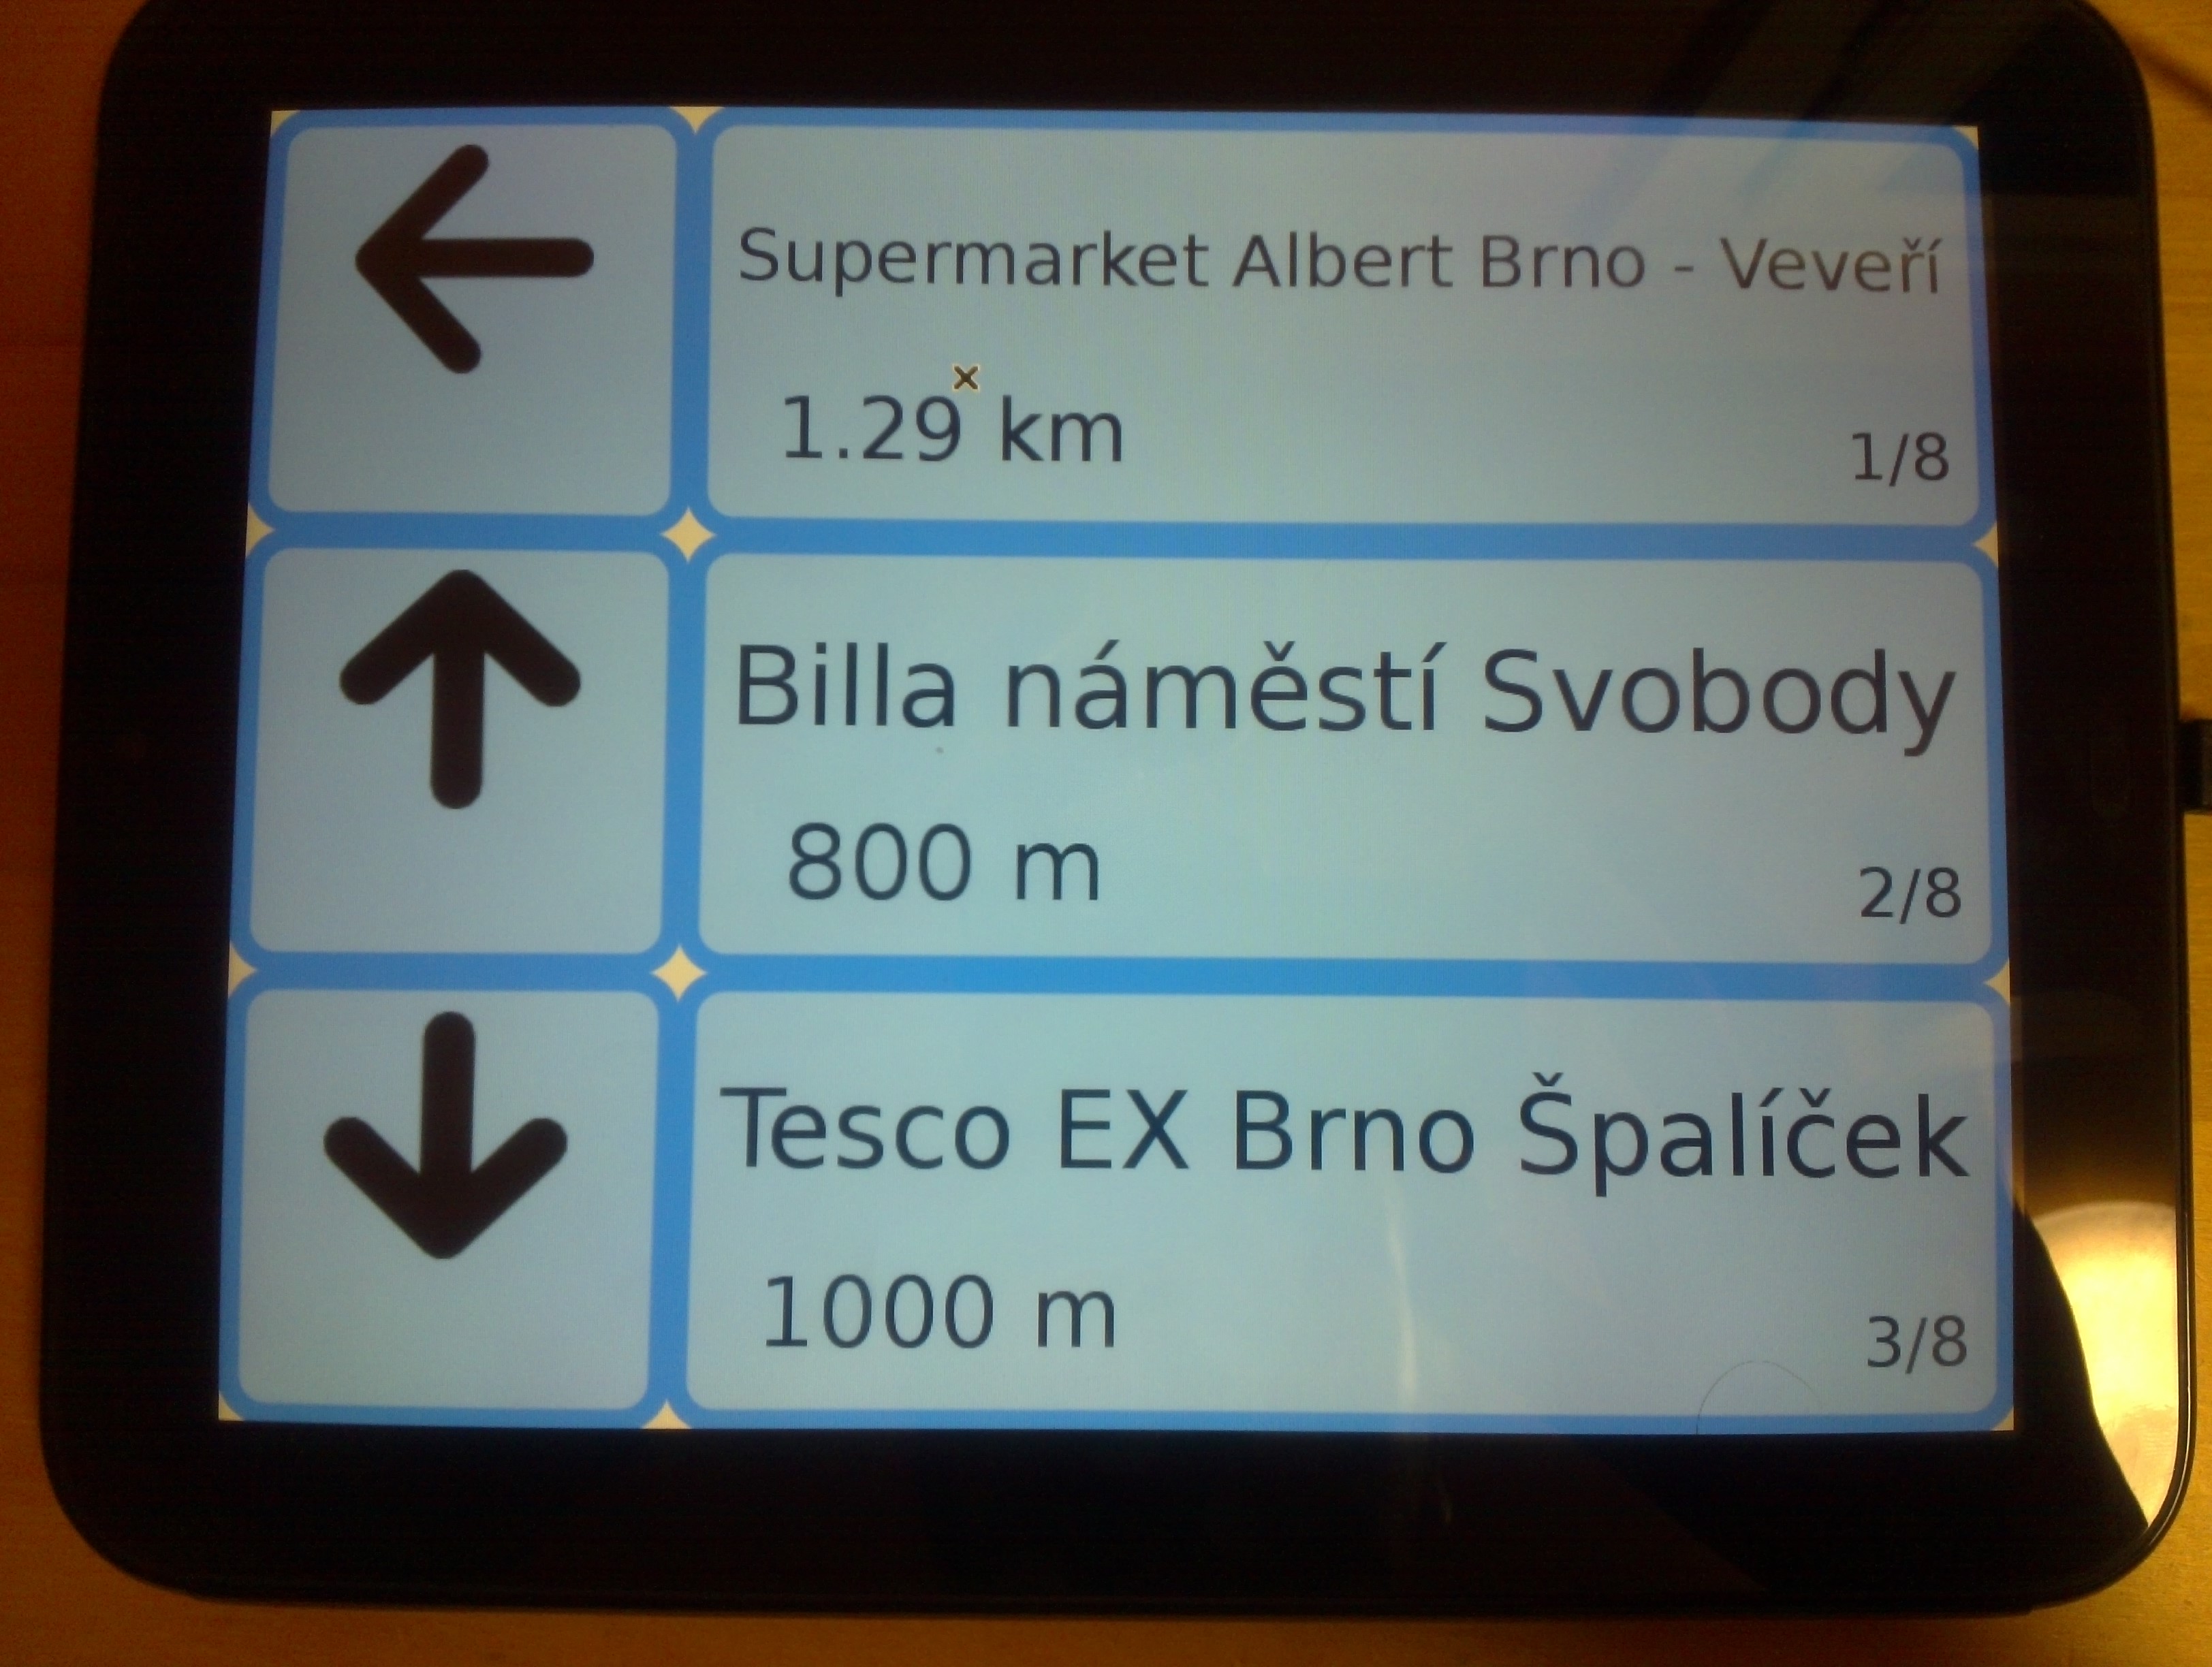 Supermarket Albert Brno - Veveří
1.29 km
1/8
Billa náměstí Svobody
800 m
2/8
Tesco EX Brno Špalíček
1000 m
3/8